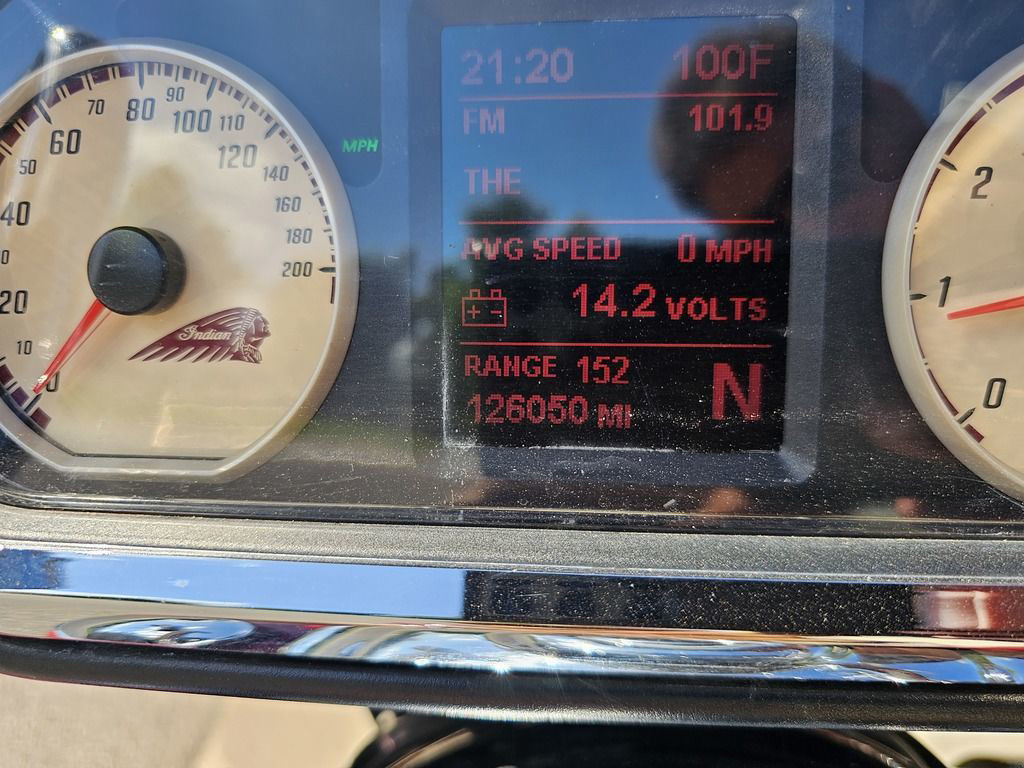 10
20
40
50
60
70
80
90
100
110
120
140
160
180
200
0
MPH
Indian
21:20 100F
FM 101.9
THE
AVG SPEED 0 MPH
+ - 14.2 VOLTS
RANGE 152
126050 MI
N
2
1
0